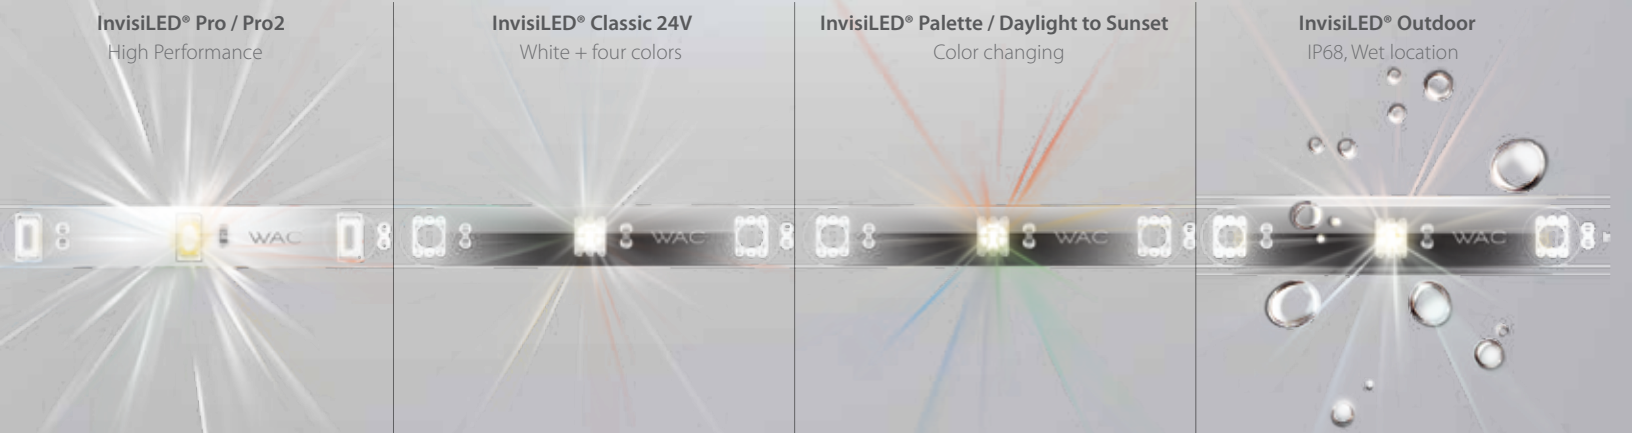 InvisiLED® Pro / Pro2
High Performance
InvisiLED® Classic 24V
White + four colors
InvisiLED® Palette / Daylight to Sunset
Color changing
InvisiLED® Outdoor
IP68, Wet location
WAC
WAC
WAC
WAC